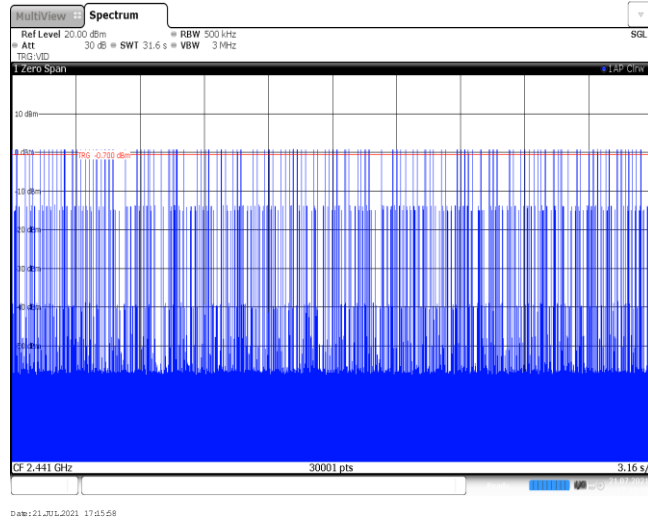 MultiView Spectrum
Ref Level 20.00 dBm RBW 500 kHz SGL
Att 30 dB SWT 31.6 s VBW 3 MHz
TRG:VID
1 Zero Span 1AP Clrw
10 dBm
0 dBm
TRG -0.700 dBm
-10 dBm
-20 dBm
-30 dBm
-40 dBm
CF 2.441 GHz 30001 pts 3.16 s/
Date: 21.JUL.2021 17:15:58